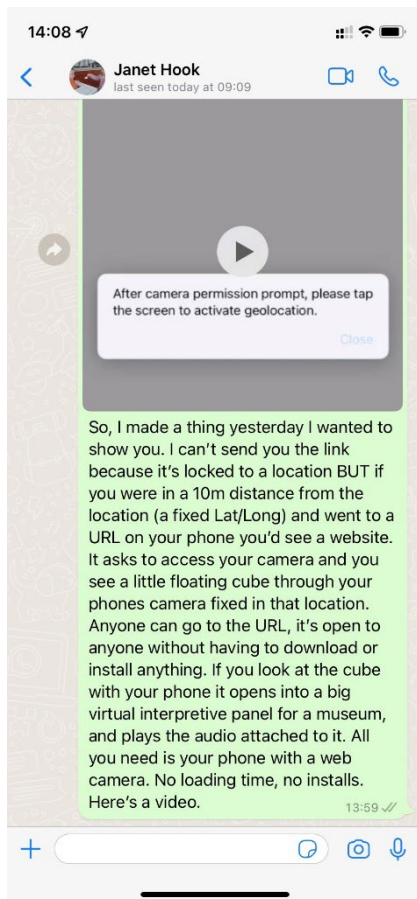 14:08
Janet Hook
last seen today at 09:09
After camera permission prompt, please tap
the screen to activate geolocation.
Close
So, I made a thing yesterday I wanted to
show you. I can't send you the link
because it's locked to a location BUT if
you were in a 10m distance from the
location (a fixed Lat/Long) and went to a
URL on your phone you'd see a website.
It asks to access your camera and you
see a little floating cube through your
phones camera fixed in that location.
Anyone can go to the URL, it's open to
anyone without having to download or
install anything. If you look at the cube
with your phone it opens into a big
virtual interpretive panel for a museum,
and plays the audio attached to it. All
you need is your phone with a web
camera. No loading time, no installs.
Here's a video.
13:59